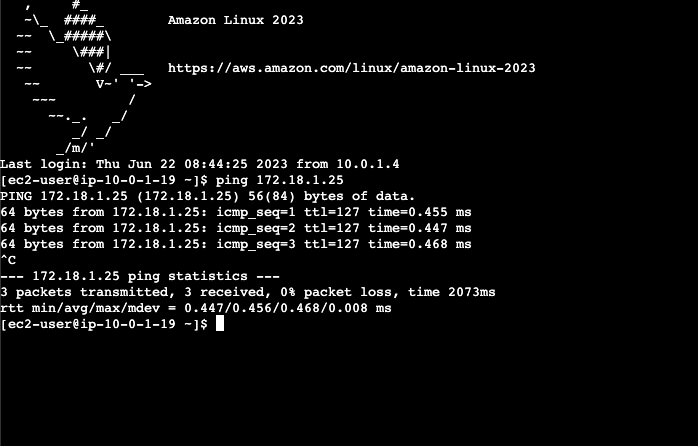 ,     #_
   ~\_  ####_        Amazon Linux 2023
  ~~  \_#####\
  ~~     \###|
  ~~       \#/ ___   https://aws.amazon.com/linux/amazon-linux-2023
   ~~       V~' '->
    ~~~         /
      ~~._.   _/
         _/ _/
       _/m/'
Last login: Thu Jun 22 08:44:25 2023 from 10.0.1.4
[ec2-user@ip-10-0-1-19 ~]$ ping 172.18.1.25
PING 172.18.1.25 (172.18.1.25) 56(84) bytes of data.
64 bytes from 172.18.1.25: icmp_seq=1 ttl=127 time=0.455 ms
64 bytes from 172.18.1.25: icmp_seq=2 ttl=127 time=0.447 ms
64 bytes from 172.18.1.25: icmp_seq=3 ttl=127 time=0.468 ms
^C
--- 172.18.1.25 ping statistics ---
3 packets transmitted, 3 received, 0% packet loss, time 2073ms
rtt min/avg/max/mdev = 0.447/0.456/0.468/0.008 ms
[ec2-user@ip-10-0-1-19 ~]$